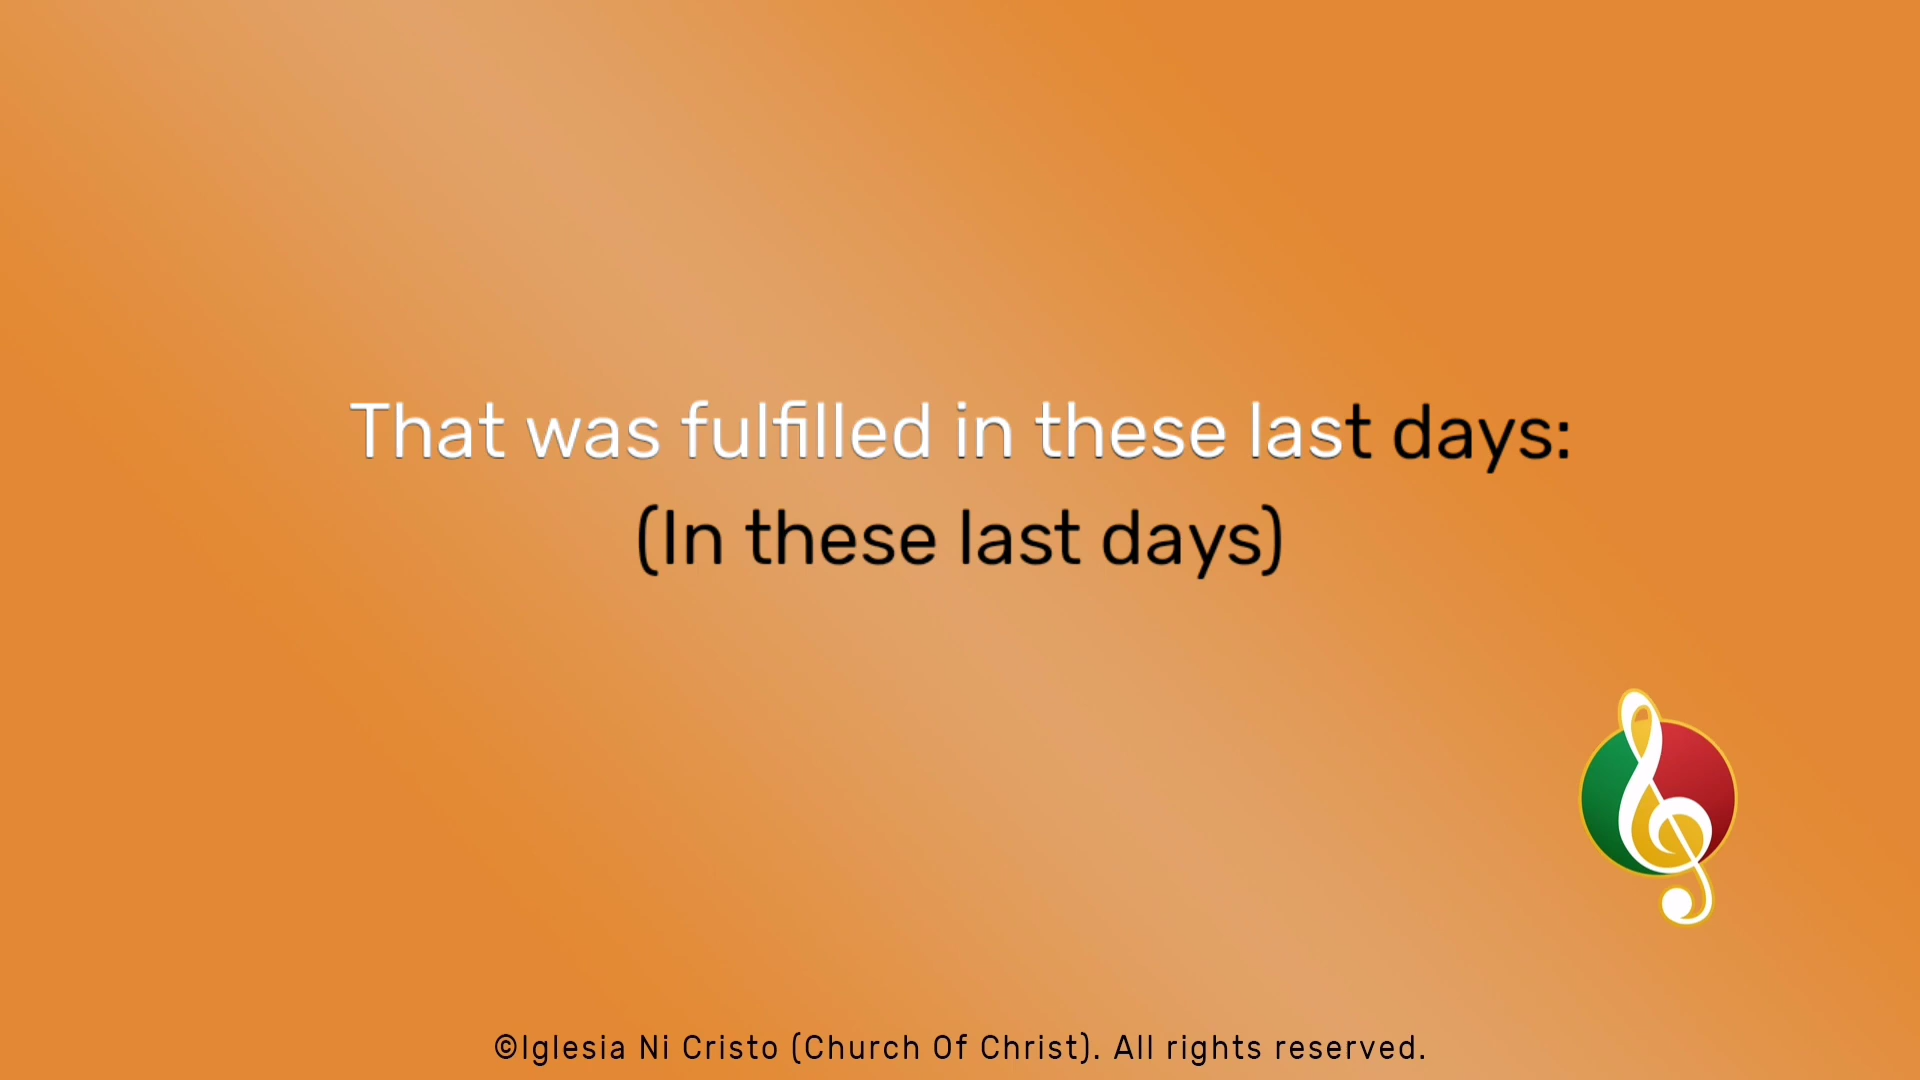 That was fulfilled in these last days:
(In these last days)
©Iglesia Ni Cristo (Church Of Christ). All rights reserved.